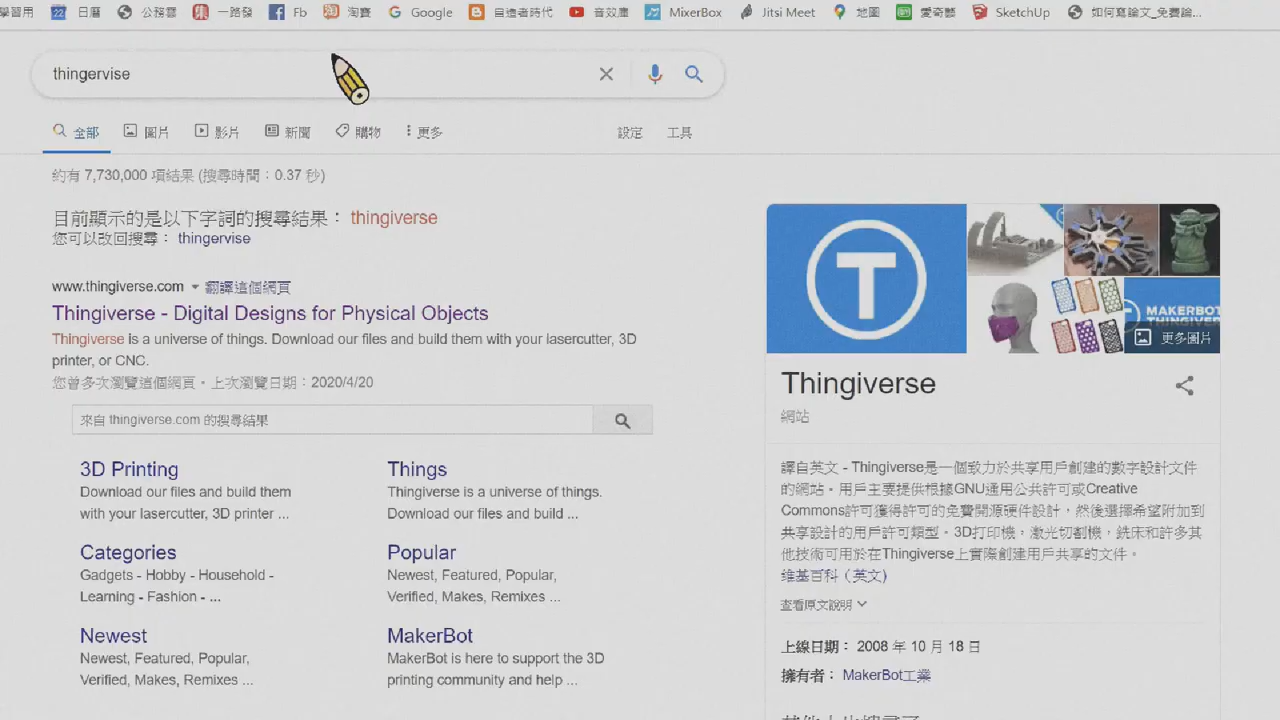 學習用 日曆 公務雲 一路發 Fb 淘寶 Google 自造者時代 音效庫 MixerBox Jitsi Meet 地圖 愛奇藝 SketchUp 如何寫論文_免費論...
thingervise
全部 圖片 影片 新聞 購物 更多 設定 工具
約有 7,730,000 項結果 (搜尋時間：0.37 秒)
目前顯示的是以下字詞的搜尋結果： thingiverse
您可以改回搜尋： thingervise
www.thingiverse.com 翻譯這個網頁
Thingiverse - Digital Designs for Physical Objects
Thingiverse is a universe of things. Download our files and build them with your lasercutter, 3D
printer, or CNC.
您曾多次瀏覽這個網頁。上次瀏覽日期：2020/4/20
來自 thingiverse.com 的搜尋結果
3D Printing
Download our files and build them
with your lasercutter, 3D printer ...
Things
Thingiverse is a universe of things.
Download our files and build ...
Categories
Gadgets - Hobby - Household -
Learning - Fashion - ...
Popular
Newest, Featured, Popular,
Verified, Makes, Remixes ...
Newest
Newest, Featured, Popular,
Verified, Makes, Remixes ...
MakerBot
MakerBot is here to support the 3D
printing community and help ...
T
MAKERBOT
THINGIVERSE
更多圖片
Thingiverse
網站
譯自英文 - Thingiverse是一個致力於共享用戶創建的數字設計文件
的網站。用戶主要提供根據GNU通用公共許可或Creative
Commons許可獲得許可的免費開源硬件設計，然後選擇希望附加到
共享設計的用戶許可類型。3D打印機，激光切割機，銑床和許多其
他技術可用於在Thingiverse上實際創建用戶共享的文件。
维基百科（英文）
查看原文說明
上線日期： 2008 年 10 月 18 日
擁有者： MakerBot工業